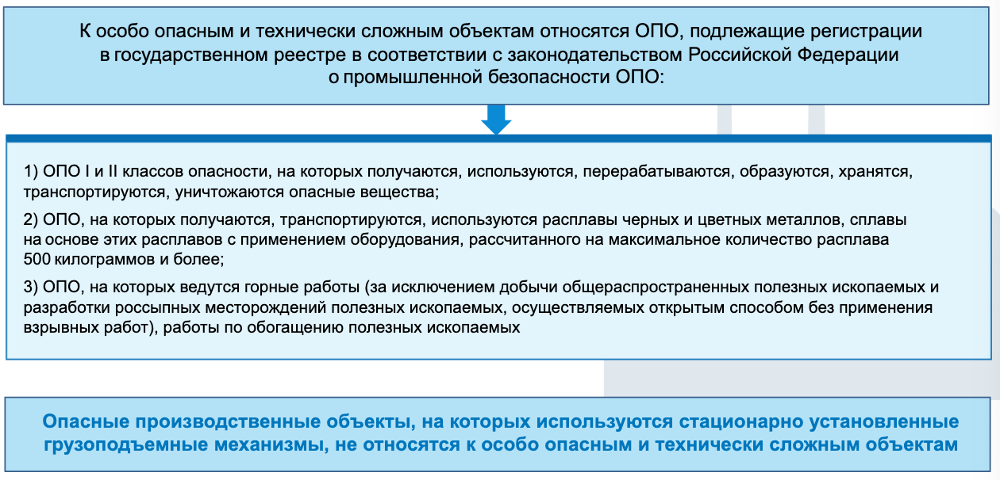 К особо опасным и технически сложным объектам относятся ОПО, подлежащие регистрации
в государственном реестре в соответствии с законодательством Российской Федерации
о промышленной безопасности ОПО:
1) ОПО I и II классов опасности, на которых получаются, используются, перерабатываются, образуются, хранятся,
транспортируются, уничтожаются опасные вещества;
2) ОПО, на которых получаются, транспортируются, используются расплавы черных и цветных металлов, сплавы
на основе этих расплавов с применением оборудования, рассчитанного на максимальное количество расплава
500 килограммов и более;
3) ОПО, на которых ведутся горные работы (за исключением добычи общераспространенных полезных ископаемых и
разработки россыпных месторождений полезных ископаемых, осуществляемых открытым способом без применения
взрывных работ), работы по обогащению полезных ископаемых
Опасные производственные объекты, на которых используются стационарно установленные
грузоподъемные механизмы, не относятся к особо опасным и технически сложным объектам